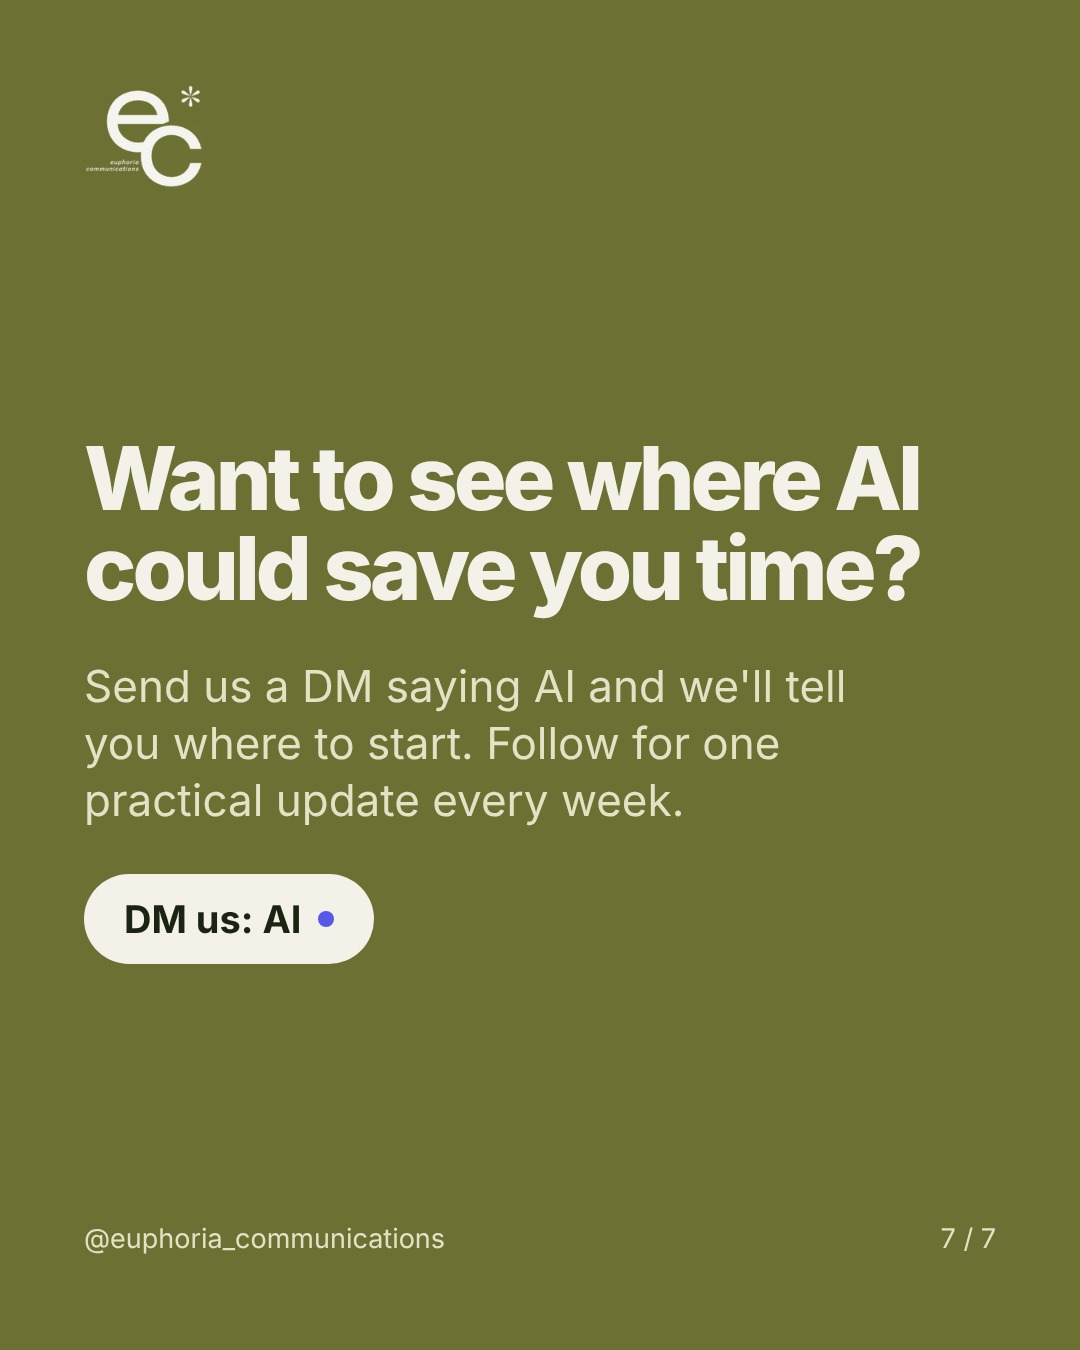 ec*
euphoria
communications
Want to see where AI
could save you time?
Send us a DM saying AI and we'll tell
you where to start. Follow for one
practical update every week.
DM us: AI
@euphoria_communications
7 / 7